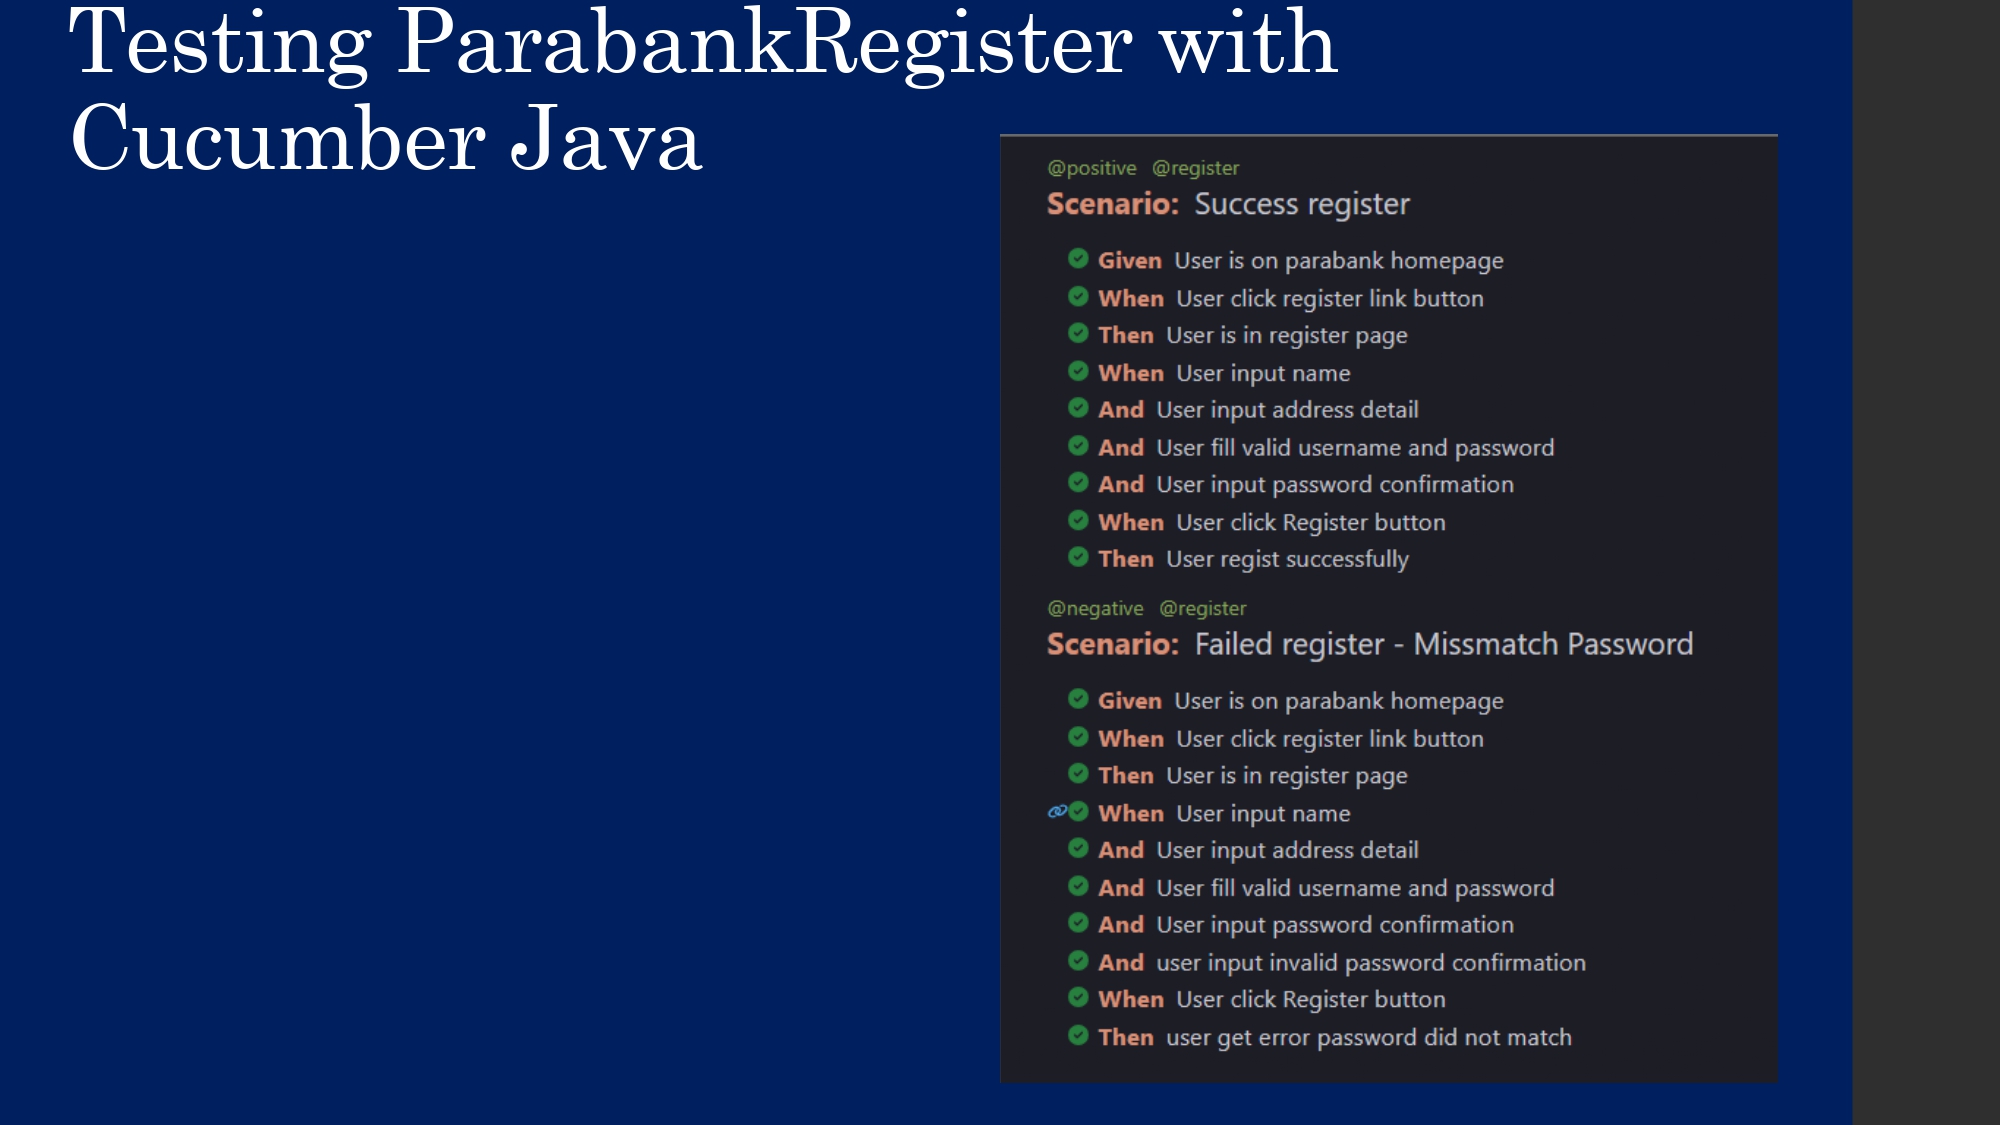 Testing ParabankRegister with
Cucumber Java
@positive @register
Scenario: Success register
Given User is on parabank homepage
When User click register link button
Then User is in register page
When User input name
And User input address detail
And User fill valid username and password
And User input password confirmation
When User click Register button
Then User regist successfully
@negative @register
Scenario: Failed register - Missmatch Password
Given User is on parabank homepage
When User click register link button
Then User is in register page
When User input name
And User input address detail
And User fill valid username and password
And User input password confirmation
And user input invalid password confirmation
When User click Register button
Then user get error password did not match